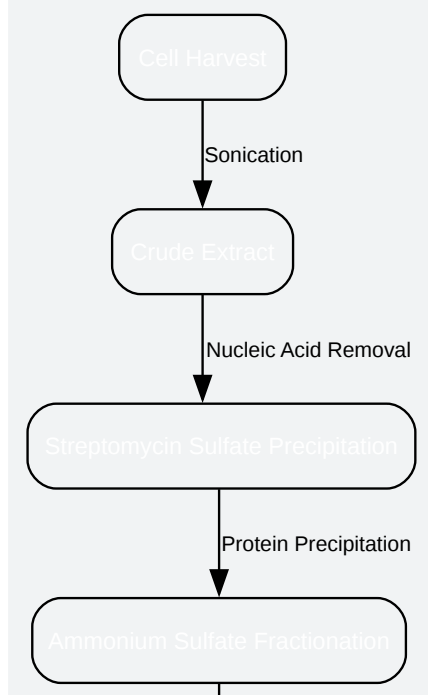 Cell Harvest
Sonication
Crude Extract
Nucleic Acid Removal
Streptomycin Sulfate Precipitation
Protein Precipitation
Ammonium Sulfate Fractionation